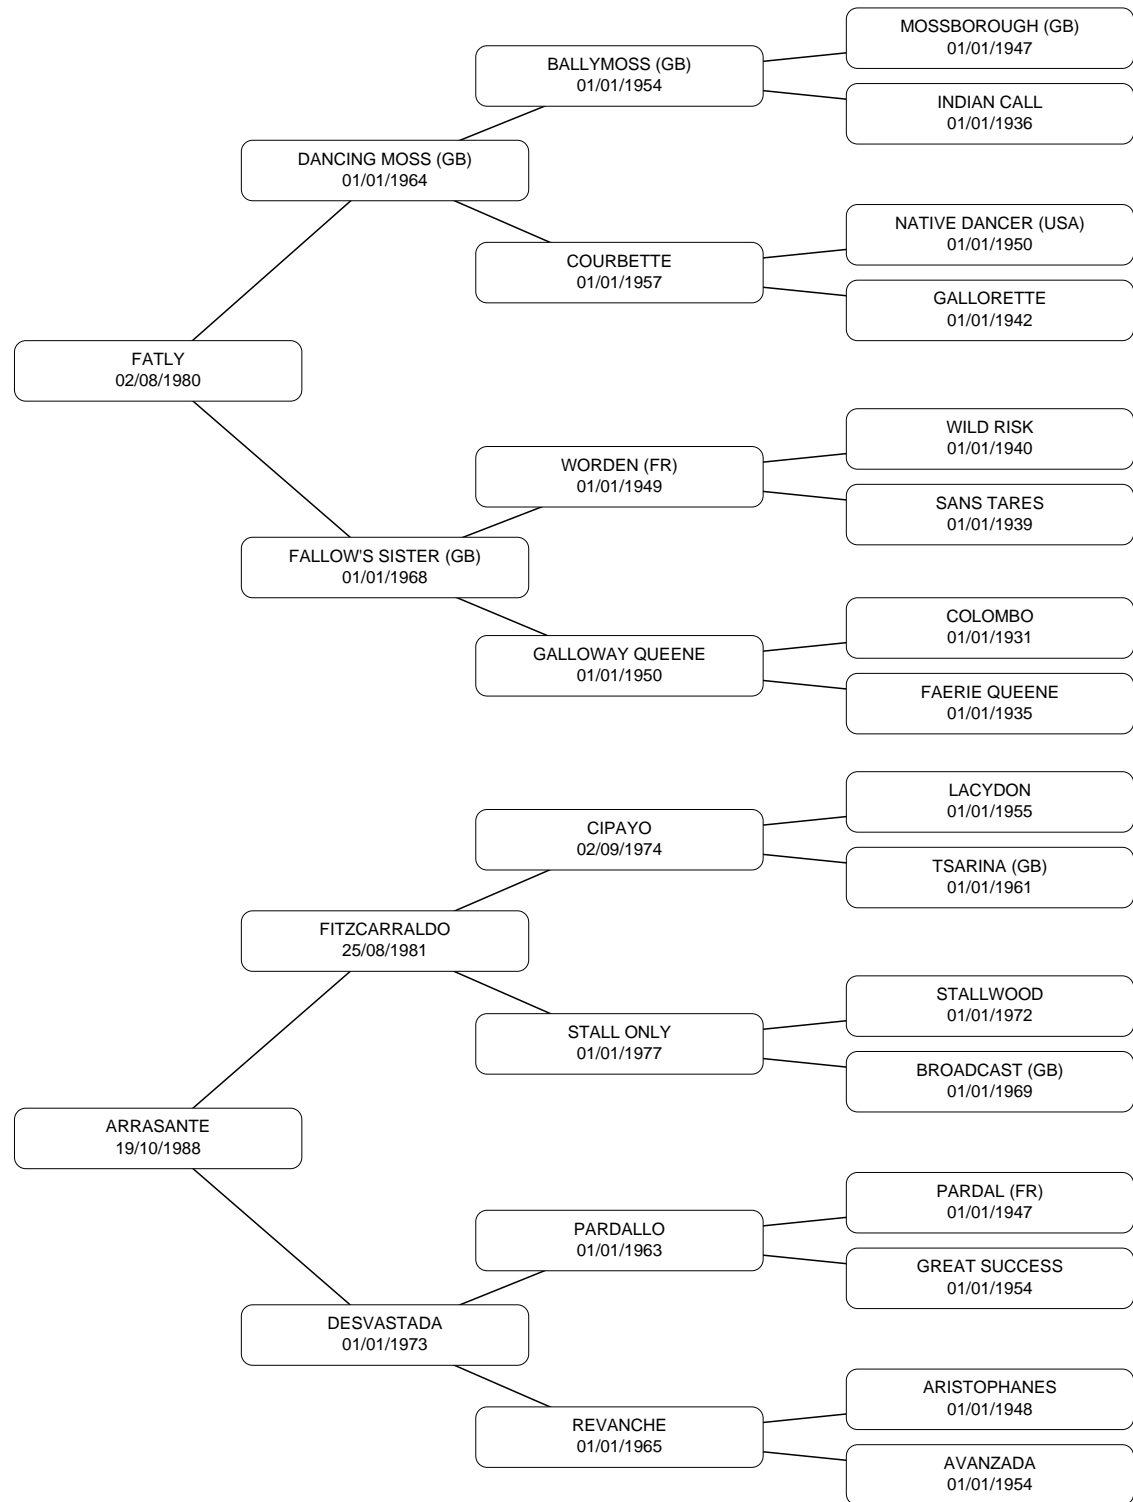 MOSSBOROUGH (GB)
01/01/1947
BALLYMOSS (GB)
01/01/1954
INDIAN CALL
01/01/1936
DANCING MOSS (GB)
01/01/1964
NATIVE DANCER (USA)
01/01/1950
COURBETTE
01/01/1957
GALLORETTE
01/01/1942
FATLY
02/08/1980
WILD RISK
01/01/1940
WORDEN (FR)
01/01/1949
SANS TARES
01/01/1939
FALLOW'S SISTER (GB)
01/01/1968
COLOMBO
01/01/1931
GALLOWAY QUEENE
01/01/1950
FAERIE QUEENE
01/01/1935
LACYDON
01/01/1955
CIPAYO
02/09/1974
TSARINA (GB)
01/01/1961
FITZCARRALDO
25/08/1981
STALLWOOD
01/01/1972
STALL ONLY
01/01/1977
BROADCAST (GB)
01/01/1969
ARRASANTE
19/10/1988
PARDAL (FR)
01/01/1947
PARDALLO
01/01/1963
GREAT SUCCESS
01/01/1954
DESVASTADA
01/01/1973
ARISTOPHANES
01/01/1948
REVANCHE
01/01/1965
AVANZADA
01/01/1954